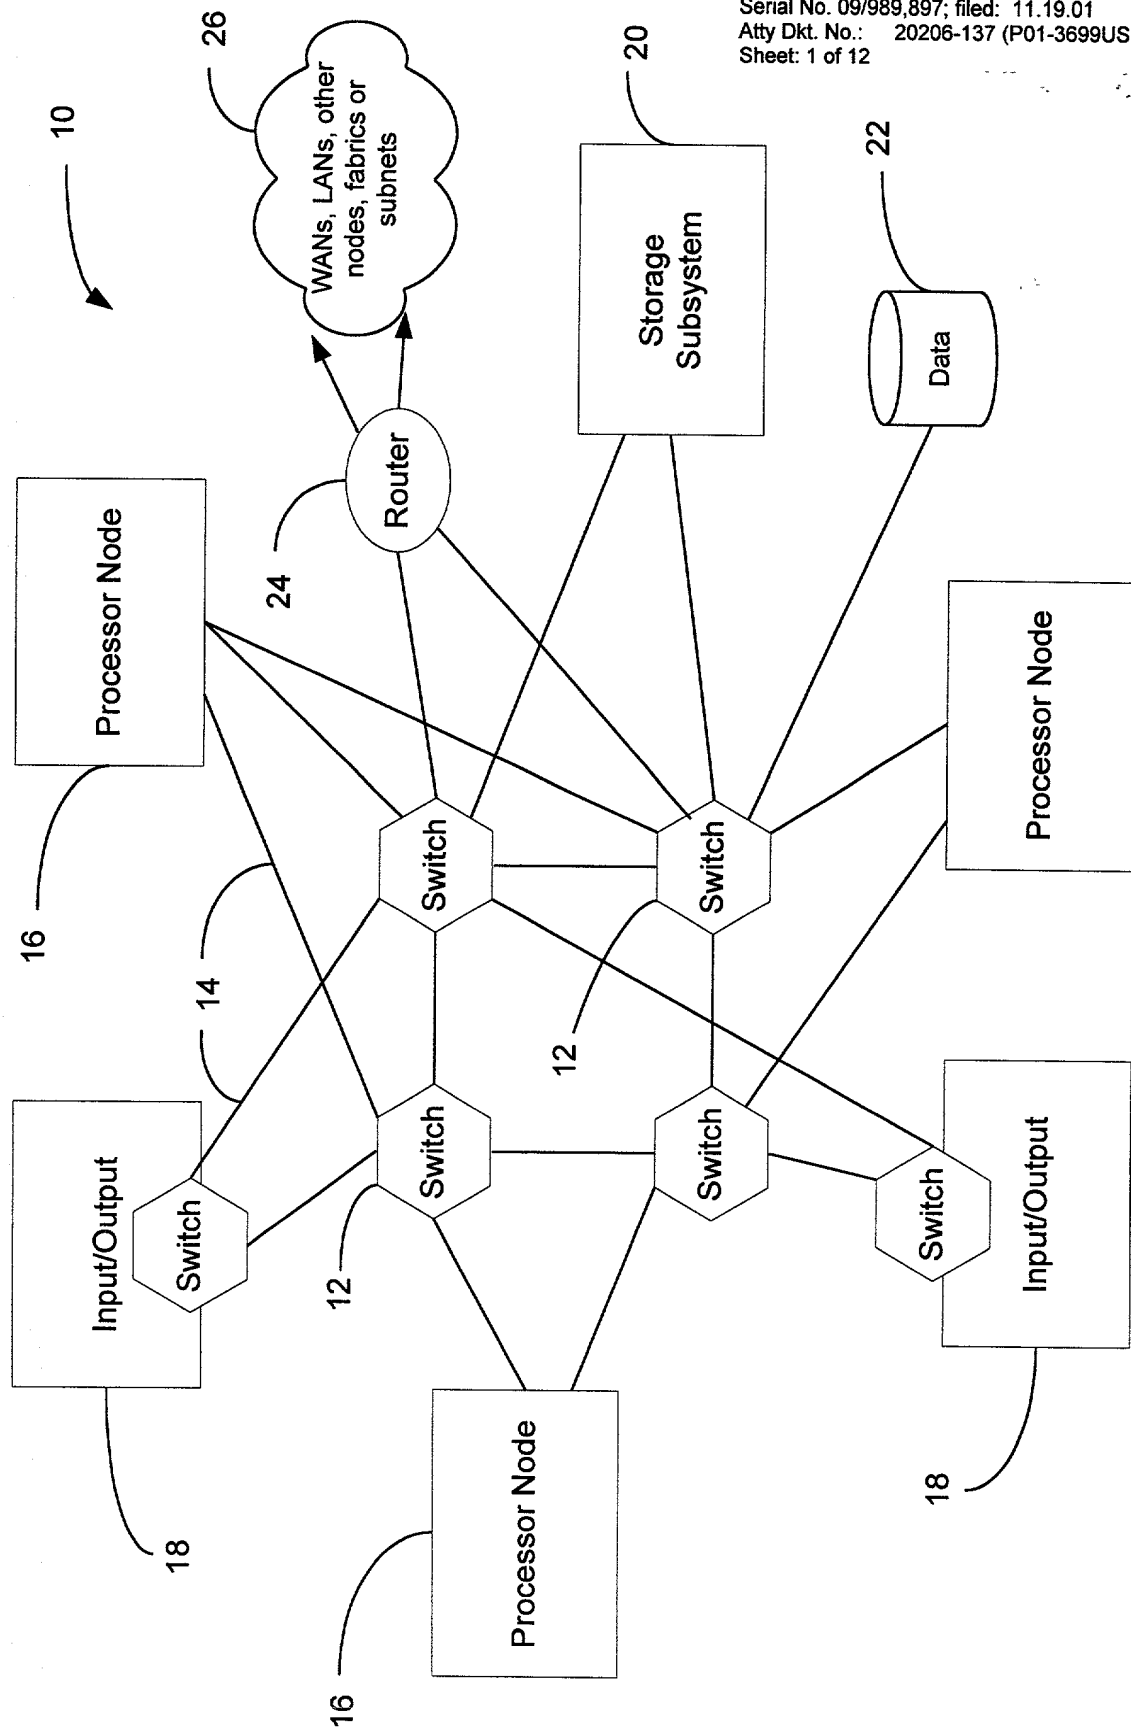 Serial No. 09/989,897; filed: 11.19.01
Atty Dkt. No.: 20206-137 (P01-3699US
Sheet: 1 of 12
10
26
WANs, LANs, other
nodes, fabrics or
subnets
20
Storage
Subsystem
22
Data
24
Router
16
Processor Node
14
Switch
Switch
12
Processor Node
18
Input/Output
Switch
12
Switch
Switch
Switch
Input/Output
18
16
Processor Node